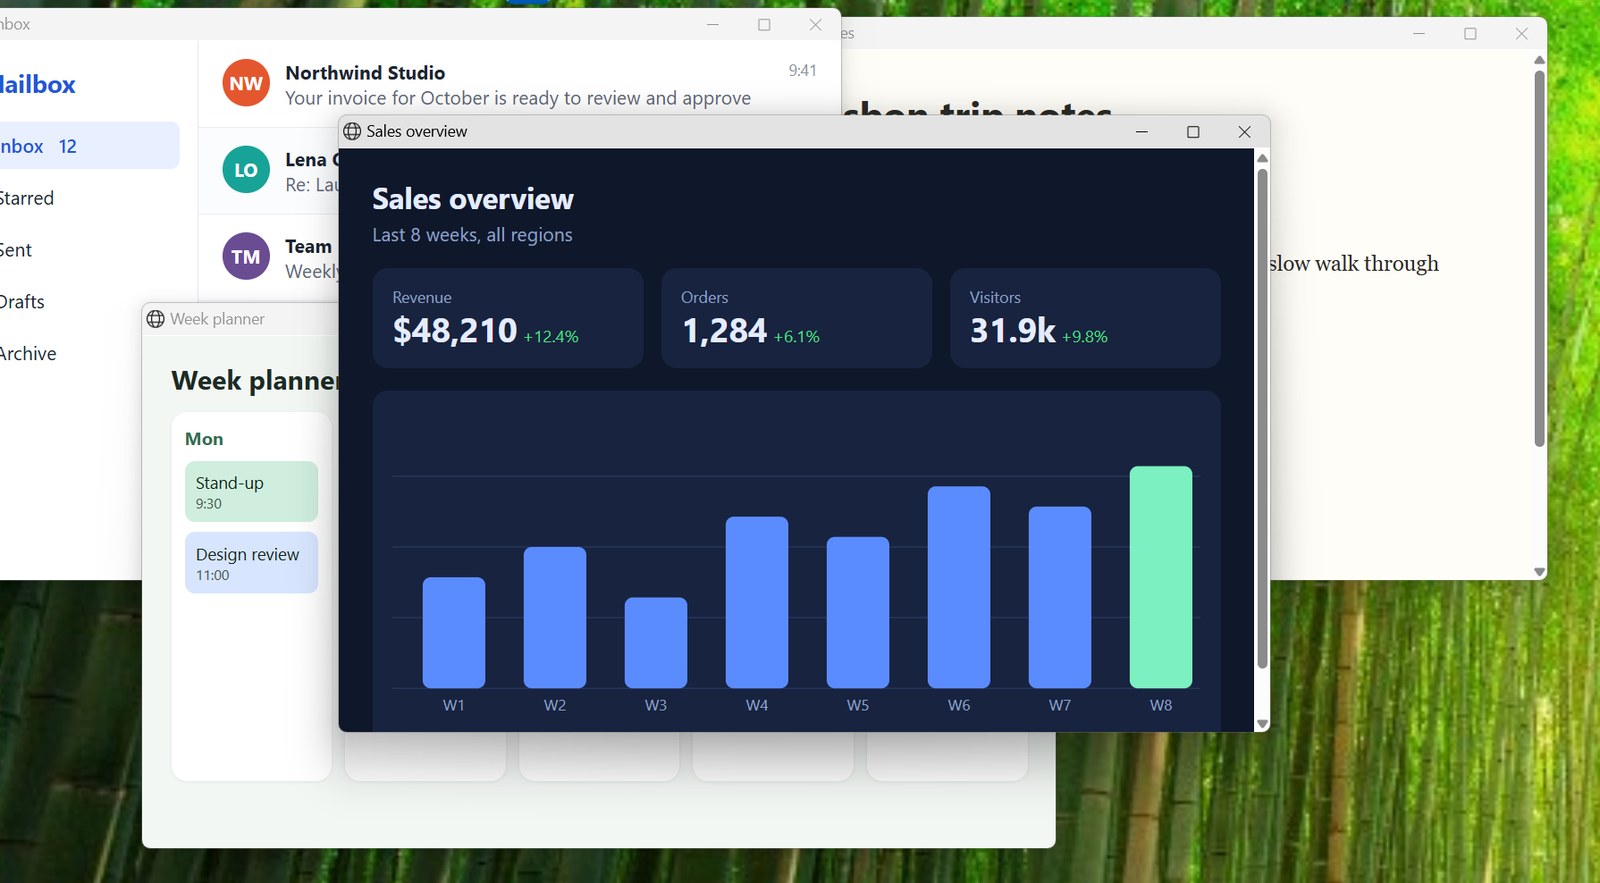 nbox
ailbox
nbox 12
Starred
Sent
Drafts
Archive
NW
Northwind Studio
9:41
Your invoice for October is ready to review and approve
LO
Lena
Re:
TM
Team
Weekly
es
trip notes
slow walk through
Week planner
Week planner
Mon
Stand-up
9:30
Design review
11:00
Sales overview
Sales overview
Last 8 weeks, all regions
Revenue
$48,210 +12.4%
Orders
1,284 +6.1%
Visitors
31.9k +9.8%
W1 W2 W3 W4 W5 W6 W7 W8